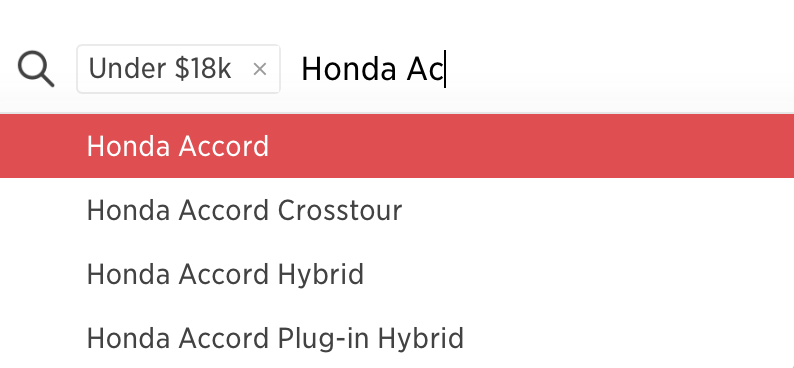 Under $18k × Honda Ac
Honda Accord
Honda Accord Crosstour
Honda Accord Hybrid
Honda Accord Plug-in Hybrid